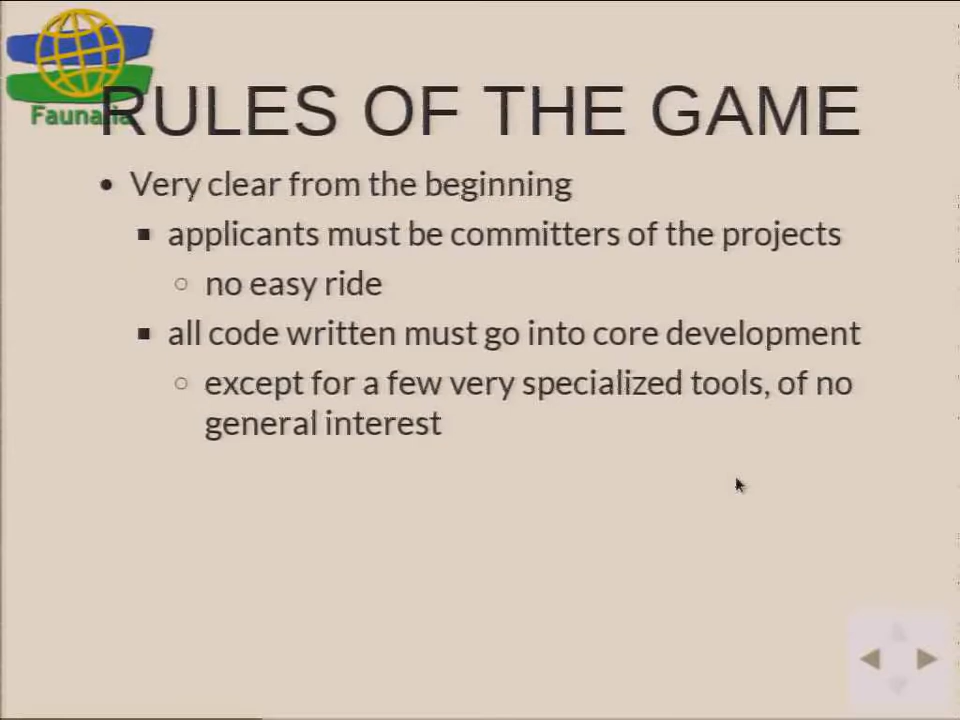 Faunalia
RULES OF THE GAME
Very clear from the beginning
applicants must be committers of the projects
no easy ride
all code written must go into core development
except for a few very specialized tools, of no
general interest